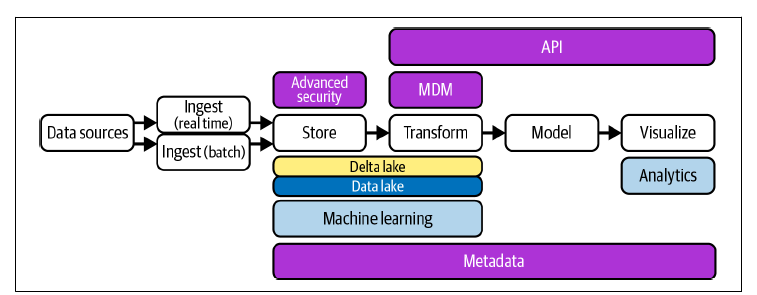 API
Advanced
security
MDM
Data sources
Ingest
(real time)
Ingest (batch)
Store
Transform
Model
Visualize
Delta lake
Data lake
Analytics
Machine learning
Metadata